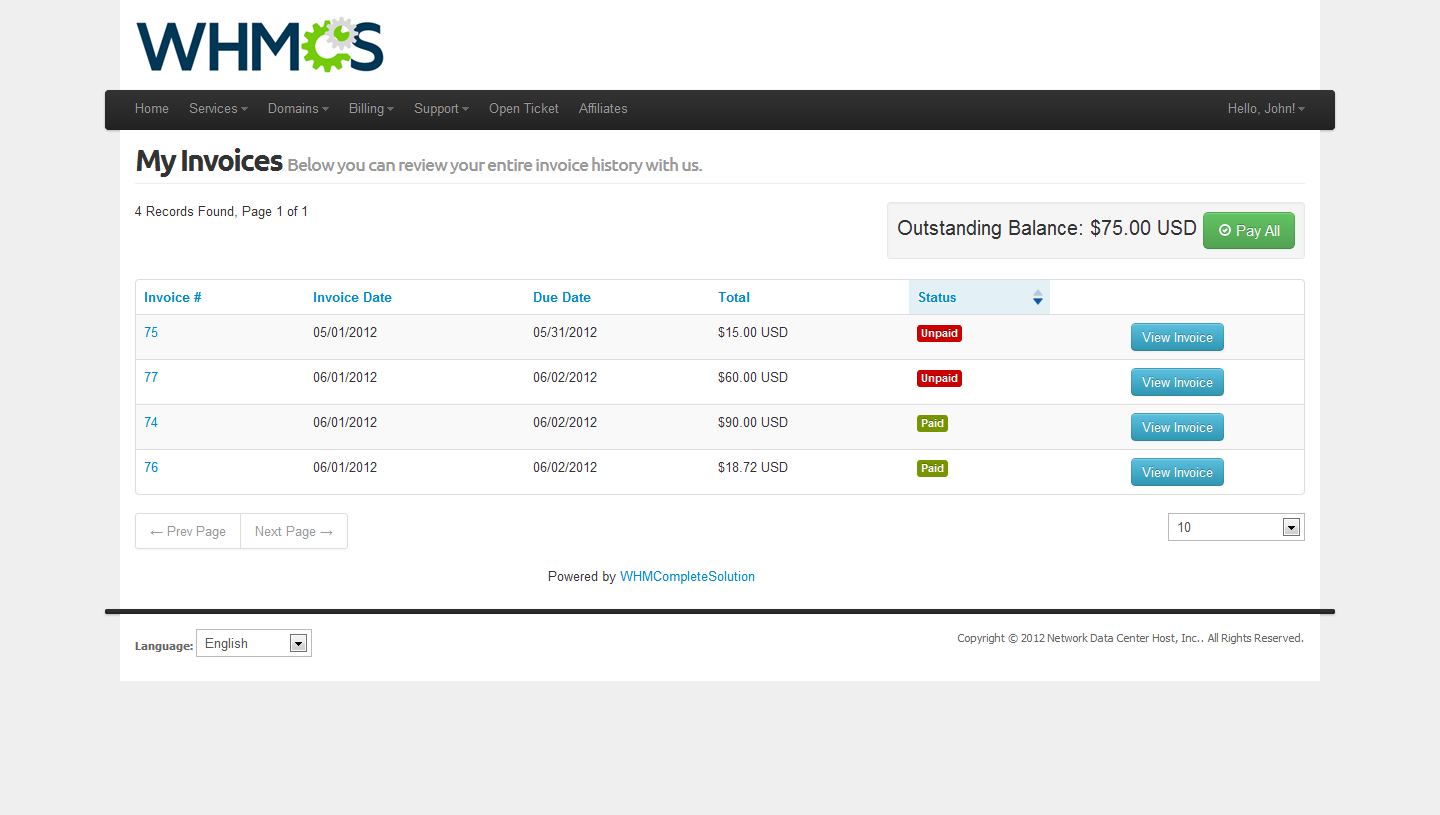 WHMCS
Home Services Domains Billing Support Open Ticket Affiliates Hello, John!
My Invoices Below you can review your entire invoice history with us.
4 Records Found, Page 1 of 1
Outstanding Balance: $75.00 USD Pay All
Invoice # Invoice Date Due Date Total Status
75 05/01/2012 05/31/2012 $15.00 USD Unpaid View Invoice
77 06/01/2012 06/02/2012 $60.00 USD Unpaid View Invoice
74 06/01/2012 06/02/2012 $90.00 USD Paid View Invoice
76 06/01/2012 06/02/2012 $18.72 USD Paid View Invoice
← Prev Page Next Page → 10
Powered by WHMCompleteSolution
Language: English Copyright © 2012 Network Data Center Host, Inc.. All Rights Reserved.